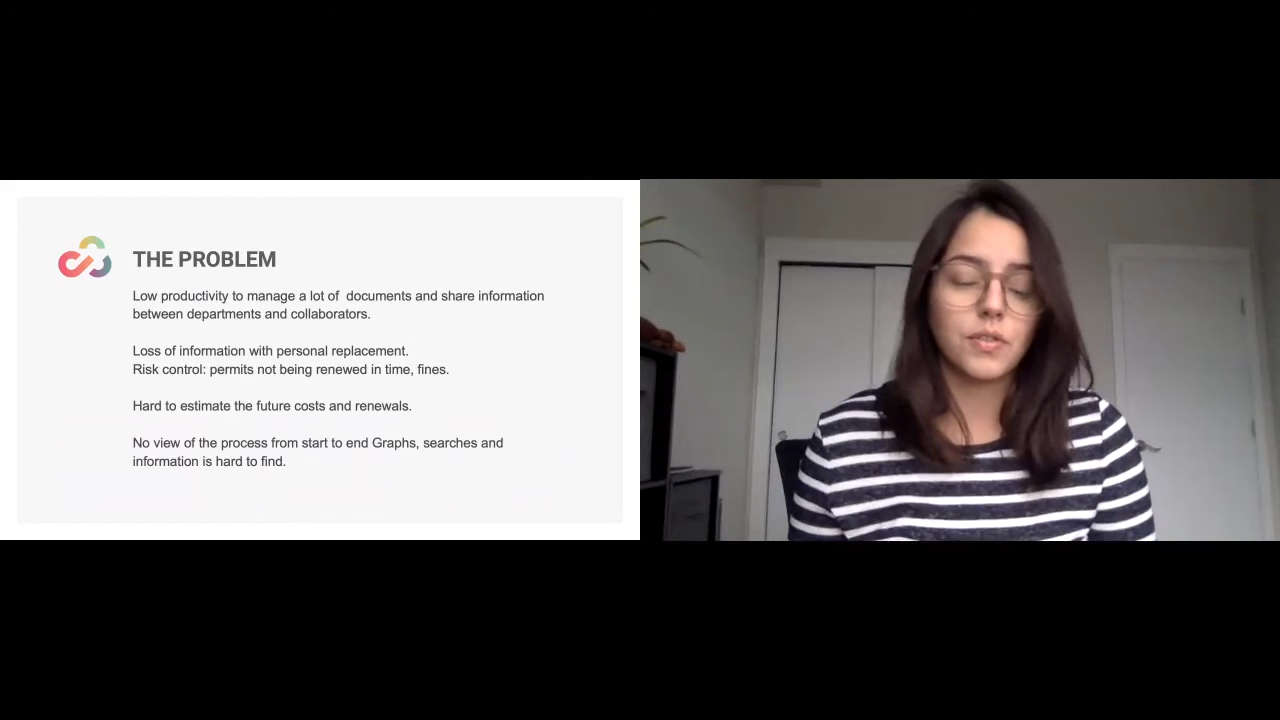 THE PROBLEM
Low productivity to manage a lot of  documents and share information
between departments and collaborators.
Loss of information with personal replacement.
Risk control: permits not being renewed in time, fines.
Hard to estimate the future costs and renewals.
No view of the process from start to end Graphs, searches and
information is hard to find.